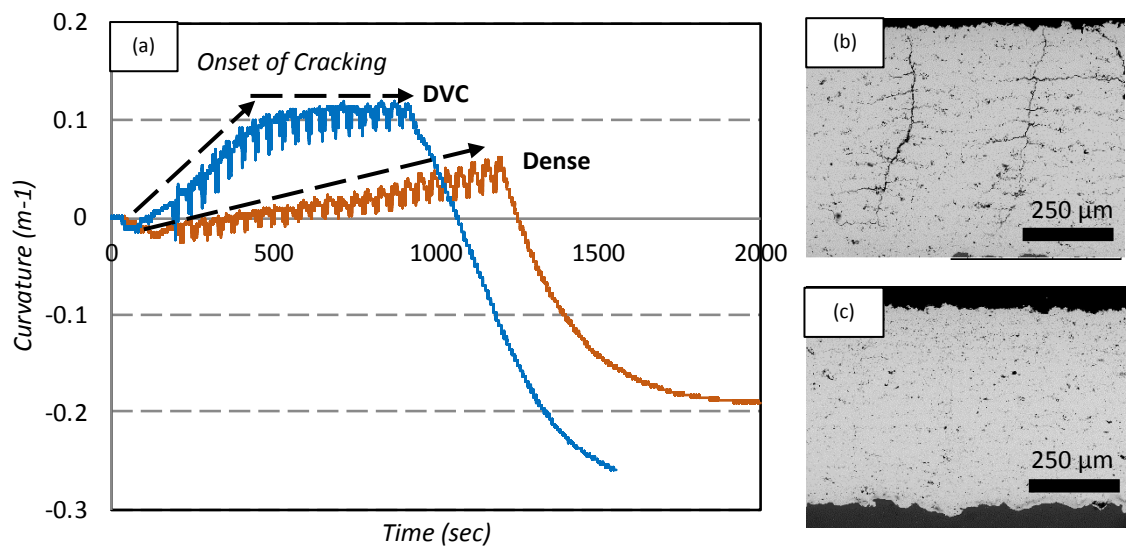 (a)
Onset of Cracking
DVC
Dense
0.2
0.1
0
-0.1
-0.2
-0.3
0
500
1000
1500
2000
Curvature (m-1)
Time (sec)
(b)
250 µm
(c)
250 µm